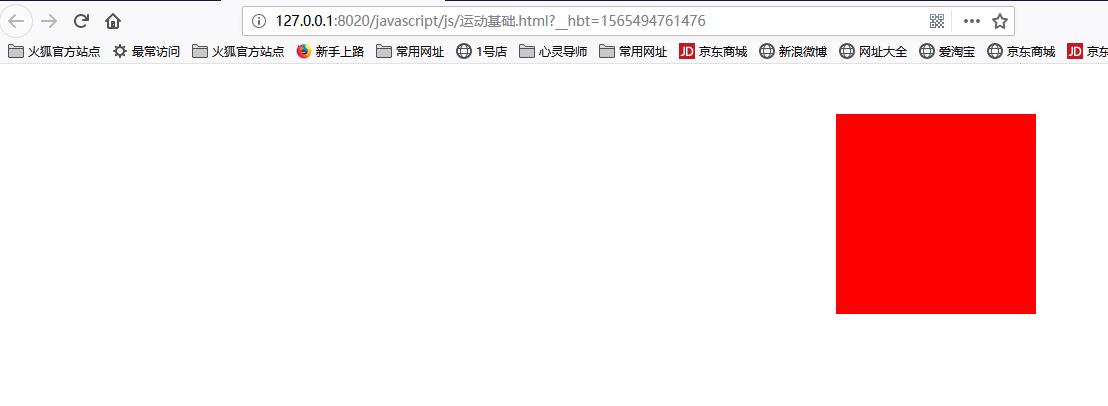 127.0.0.1:8020/javascript/js/运动基础.html?__hbt=1565494761476
火狐官方站点 最常访问 火狐官方站点 新手上路 常用网址 1号店 心灵导师 常用网址 JD 京东商城 新浪微博 网址大全 爱淘宝 京东商城 JD 京东